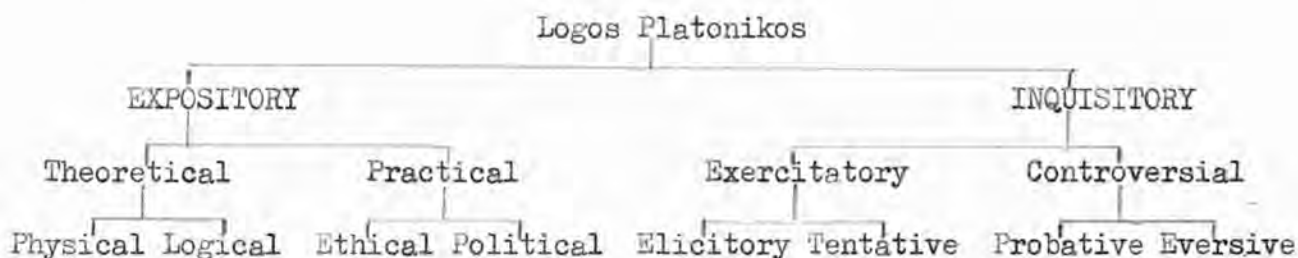 Logos Platonikos
EXPOSITORY INQUISITORY
Theoretical Practical Exercitatory Controversial
Physical Logical Ethical Political Elicitory Tentative Probative Eversive